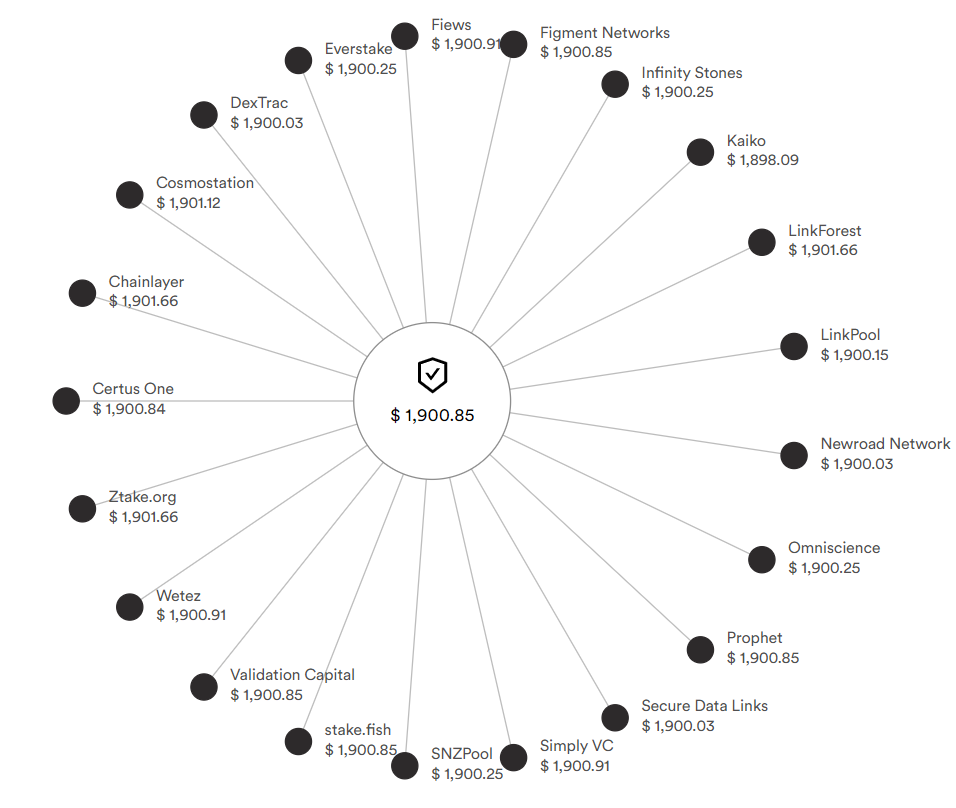 Fiews
$ 1,900.91
Figment Networks
$ 1,900.85
Everstake
$ 1,900.25
Infinity Stones
$ 1,900.25
DexTrac
$ 1,900.03
Kaiko
$ 1,898.09
Cosmostation
$ 1,901.12
LinkForest
$ 1,901.66
Chainlayer
$ 1,901.66
LinkPool
$ 1,900.15
Certus One
$ 1,900.84
$ 1,900.85
Newroad Network
$ 1,900.03
Ztake.org
$ 1,901.66
Omniscience
$ 1,900.25
Wetez
$ 1,900.91
Prophet
$ 1,900.85
Validation Capital
$ 1,900.85
Secure Data Links
$ 1,900.03
stake.fish
$ 1,900.85
Simply VC
$ 1,900.91
SNZPool
$ 1,900.25